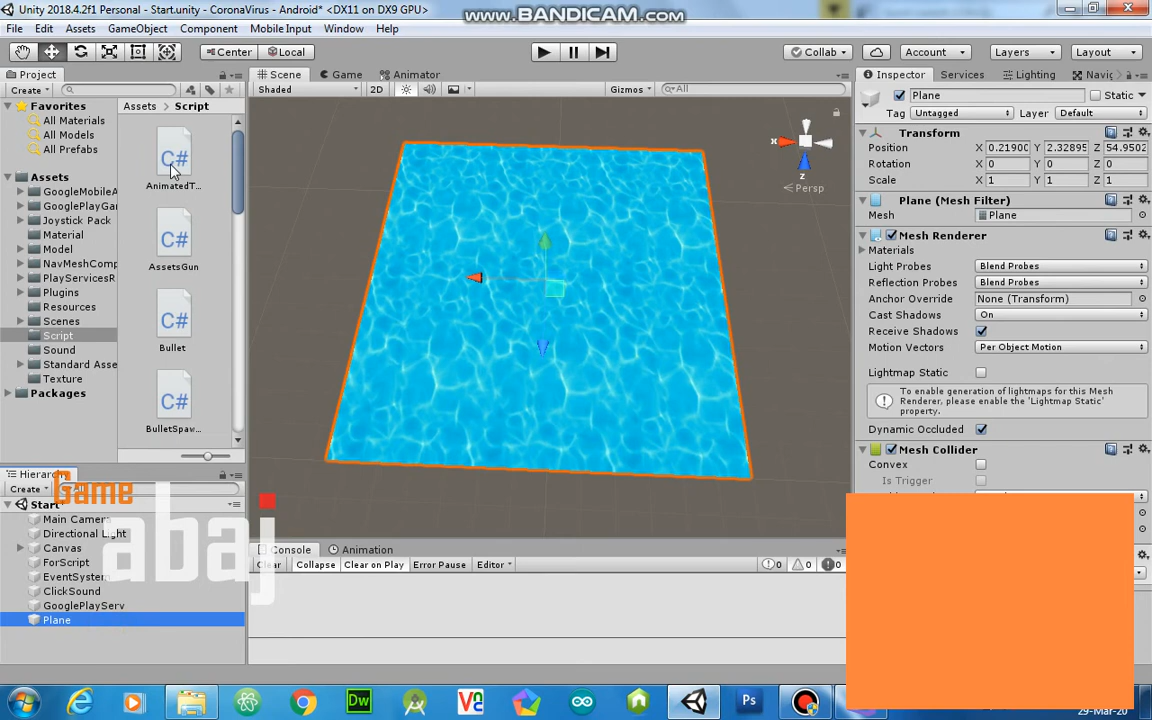 Unity 2018.4.2f1 Personal - Start.unity - CoronaVirus - Android* <DX11 on DX9 GPU>
www.BANDICAM.com
File Edit Assets GameObject Component Mobile Input Window Help
Center Local Collab Account Layers Layout
Project Scene Game Animator Inspector Services Lighting Navig
Create Shaded 2D Gizmos All Plane Static
Favorites Assets Script Tag Untagged Layer Default
All Materials
All Models
All Prefabs
Transform
Position X 0.21900 Y 2.32895 Z 54.9502
Rotation X 0 Y 0 Z 0
Scale X 1 Y 1 Z 1
Assets
GoogleMobileA
GooglePlayGar
Joystick Pack
Material
Model
NavMeshComp
PlayServicesR
Plugins
Resources
Scenes
Script
Sound
Standard Asse
Texture
Packages
C#
AnimatedT...
C#
AssetsGun
C#
Bullet
C#
BulletSpaw...
x
z
Persp
Plane (Mesh Filter)
Mesh Plane
Mesh Renderer
Materials
Light Probes Blend Probes
Reflection Probes Blend Probes
Anchor Override None (Transform)
Cast Shadows On
Receive Shadows
Motion Vectors Per Object Motion
Lightmap Static
To enable generation of lightmaps for this Mesh
Renderer, please enable the 'Lightmap Static'
property.
Dynamic Occluded
Mesh Collider
Convex
Is Trigger
Hierarchy
Create
Start
Main Camera
Directional Light
Canvas
ForScript
EventSystem
ClickSound
GooglePlayServ
Plane
Game
abaj
Console Animation
Clear Collapse Clear on Play Error Pause Editor 0 0 0
Dw
Ps
29-Mar-20